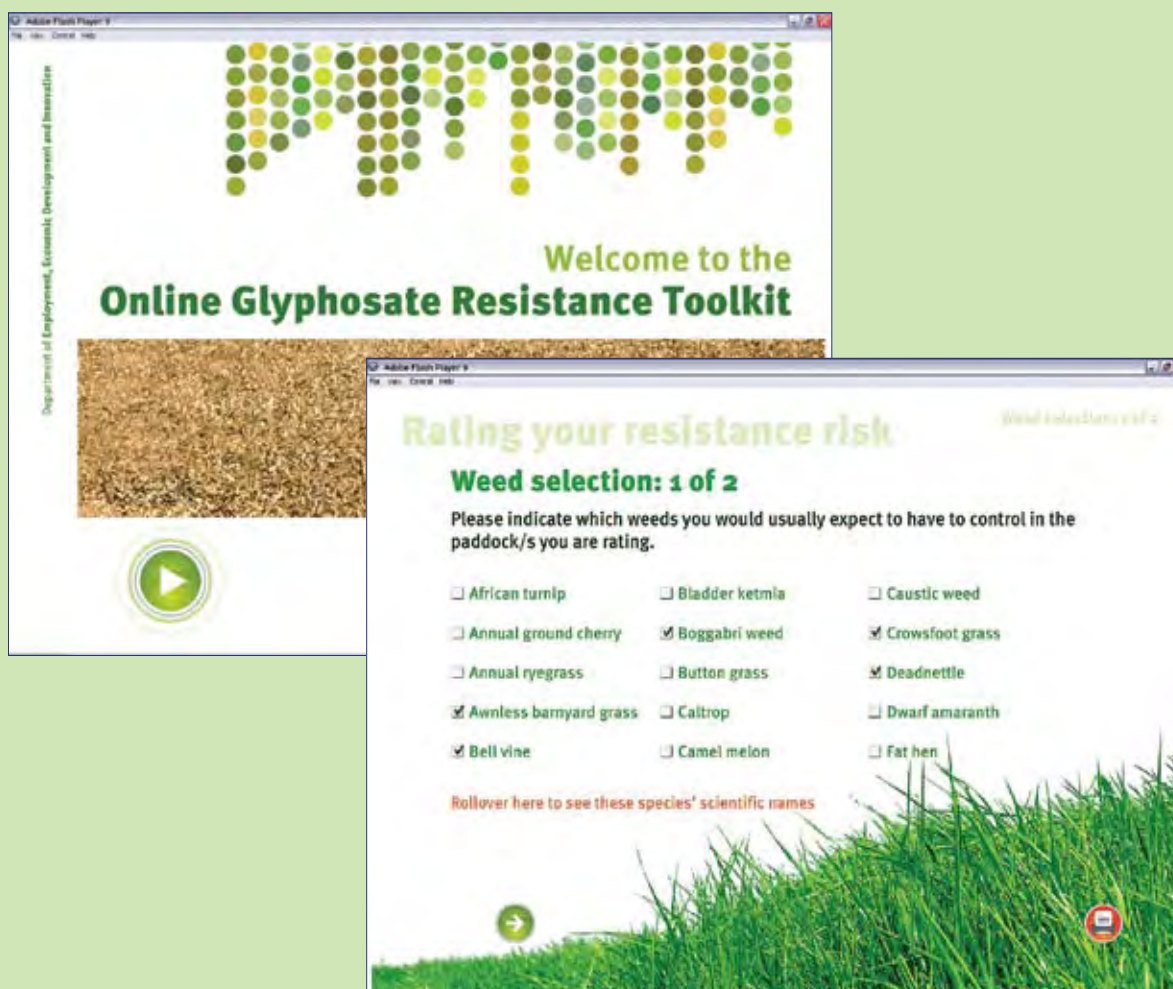 Adobe Flash Player 9
File View Control Help
Department of Employment, Economic Development and Innovation
Welcome to the
Online Glyphosate Resistance Toolkit
Adobe Flash Player 9
File View Control Help
Rating your resistance risk
Weed selection: 1 of 2
Weed selection: 1 of 2
Please indicate which weeds you would usually expect to have to control in the
paddock/s you are rating.
African turnip
Bladder ketmia
Caustic weed
Annual ground cherry
Boggabri weed
Crowsfoot grass
Annual ryegrass
Button grass
Deadnettle
Awnless barnyard grass
Caltrop
Dwarf amaranth
Bell vine
Camel melon
Fat hen
Rollover here to see these species' scientific names